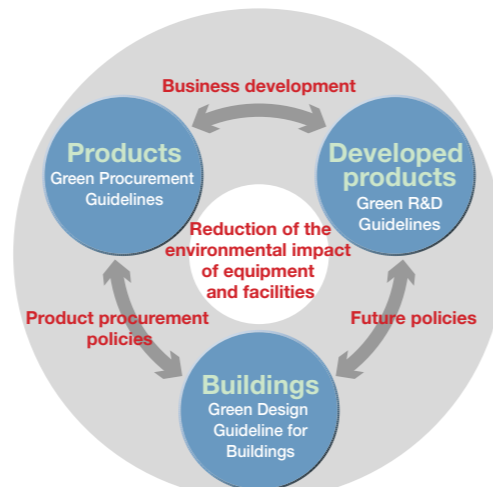 Business development
Products
Green Procurement
Guidelines
Developed
products
Green R&D
Guidelines
Reduction of the
environmental impact
of equipment
and facilities
Product procurement
policies
Future policies
Buildings
Green Design
Guideline for
Buildings